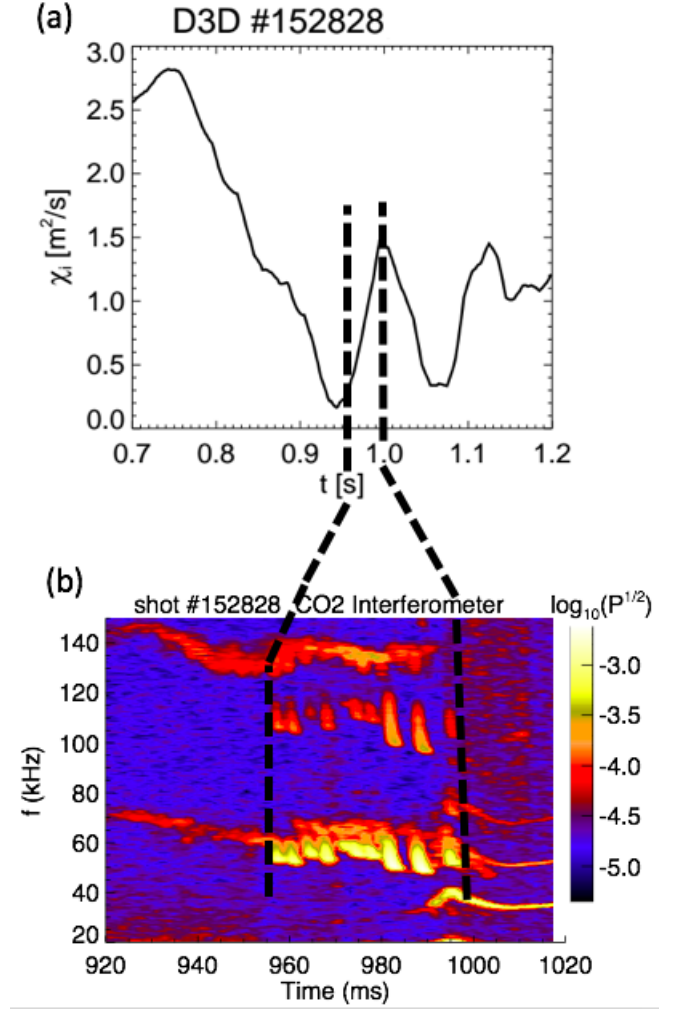 (a)
D3D #152828
3.0
2.5
2.0
1.5
1.0
0.5
0.0
χi [m²/s]
0.7 0.8 0.9 1.0 1.1 1.2
t [s]
(b)
shot #152828 CO2 Interferometer log₁₀(P¹/²)
140
120
100
80
60
40
20
f (kHz)
-3.0
-3.5
-4.0
-4.5
-5.0
920 940 960 980 1000 1020
Time (ms)